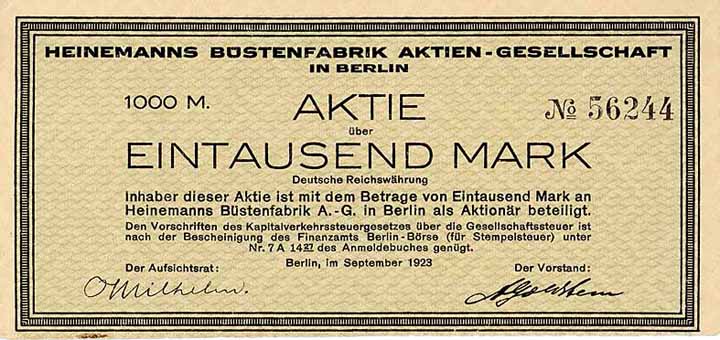 HEINEMANNS BÜSTENFABRIK AKTIEN-GESELLSCHAFT
IN BERLIN
1000 M. AKTIE № 56244
über
EINTAUSEND MARK
Deutsche Reichswährung
Inhaber dieser Aktie ist mit dem Betrage von Eintausend Mark an
Heinemanns Büstenfabrik A.-G. in Berlin als Aktionär beteiligt.
Den Vorschriften des Kapitalverkehrssteuergesetzes über die Gesellschaftssteuer ist
nach der Bescheinigung des Finanzamts Berlin-Börse (für Stempelsteuer) unter
des Anmeldebuches genügt.
Der Aufsichtsrat: Berlin, im September 1923 Der Vorstand: